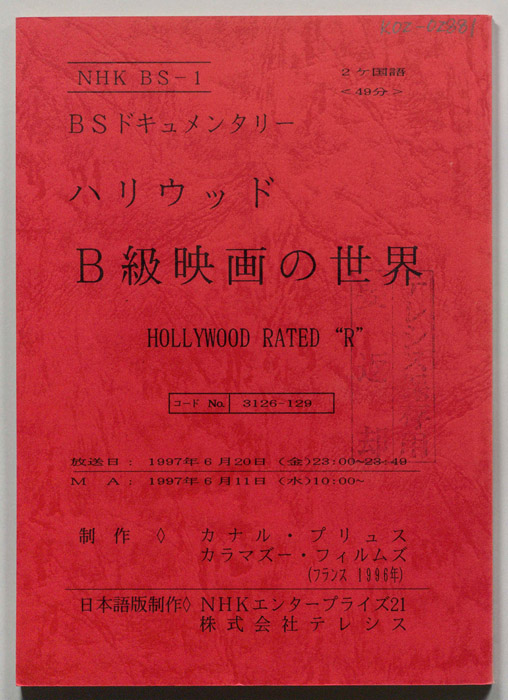 NHK BS-1
2ケ国語
<49分>
BSドキュメンタリー
ハリウッド
B級映画の世界
HOLLYWOOD RATED “R”
コード No. 3126-129
放送日: 1997年6月20日(金)23:00~23:49
MA: 1997年6月11日(水)10:00~
制作◇ カナル・プリュス
カラマズー・フィルムズ
(フランス 1996年)
日本語版制作◇ NHKエンタープライズ21
株式会社テレシス